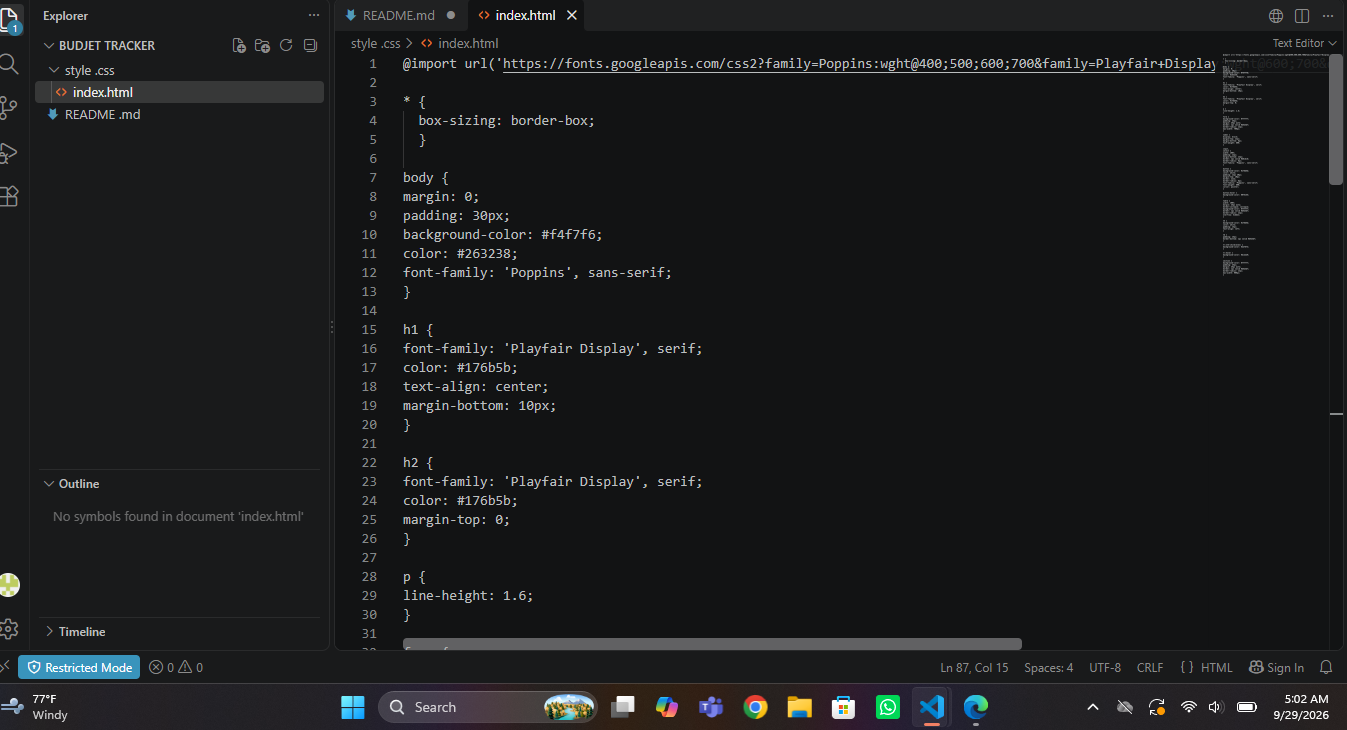 Explorer
BUDJET TRACKER
style .css
index.html
README .md
Outline
No symbols found in document 'index.html'
Timeline
README.md
index.html
style .css > index.html
Text Editor
1 @import url('https://fonts.googleapis.com/css2?family=Poppins:wght@400;500;600;700&family=Playfair+Display
2
3 * {
4 box-sizing: border-box;
5 }
6
7 body {
8 margin: 0;
9 padding: 30px;
10 background-color: #f4f7f6;
11 color: #263238;
12 font-family: 'Poppins', sans-serif;
13 }
14
15 h1 {
16 font-family: 'Playfair Display', serif;
17 color: #176b5b;
18 text-align: center;
19 margin-bottom: 10px;
20 }
21
22 h2 {
23 font-family: 'Playfair Display', serif;
24 color: #176b5b;
25 margin-top: 0;
26 }
27
28 p {
29 line-height: 1.6;
30 }
31
1
Restricted Mode
0 0
Ln 87, Col 15
Spaces: 4
UTF-8
CRLF
{ } HTML
Sign In
77°F
Windy
Search
5:02 AM
9/29/2026